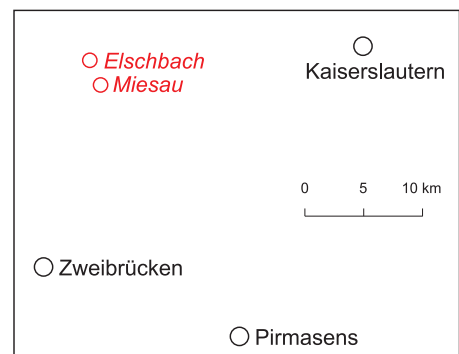 Elschbach
Miesau
Kaiserslautern
0 5 10 km
Zweibrücken
Pirmasens